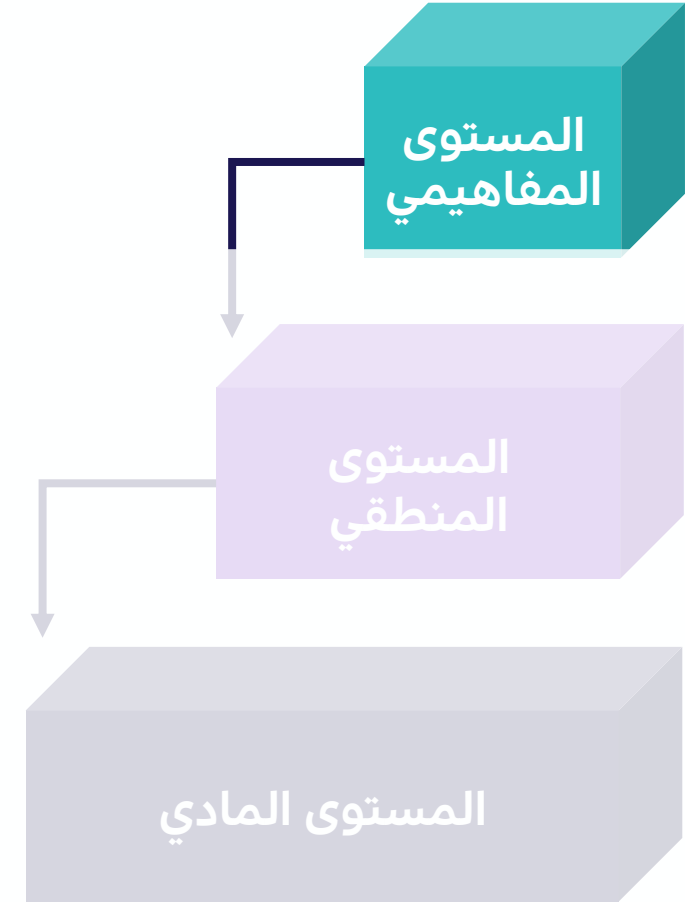 المستوى
المفاهيمي
المستوى
المنطقي
المستوى المادي